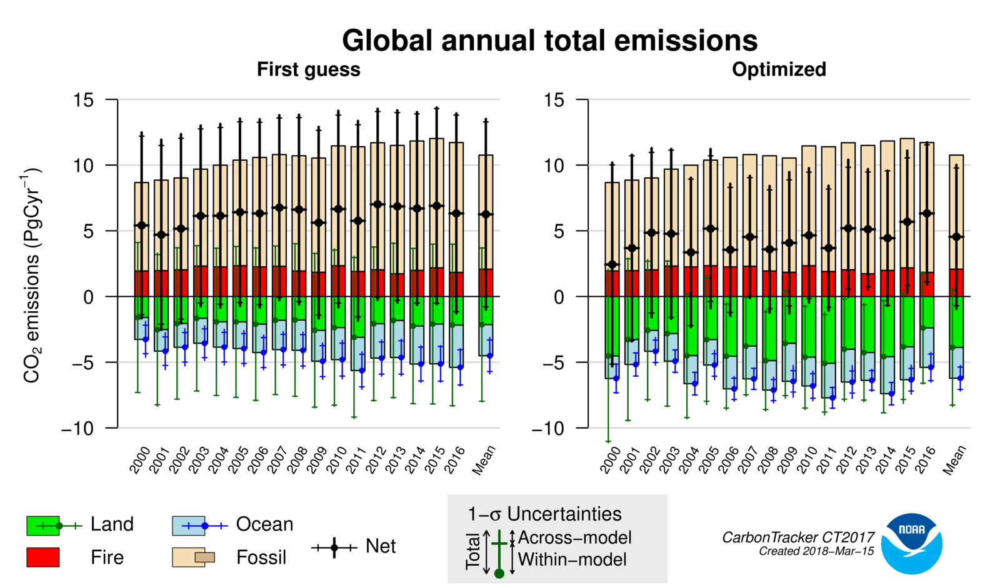 Global annual total emissions
First guess
Optimized
CO2 emissions (PgCyr−1)
15
10
5
0
−5
−10
2000
2001
2002
2003
2004
2005
2006
2007
2008
2009
2010
2011
2012
2013
2014
2015
2016
Mean
15
10
5
0
−5
−10
2000
2001
2002
2003
2004
2005
2006
2007
2008
2009
2010
2011
2012
2013
2014
2015
2016
Mean
Land
Ocean
Fire
Fossil
Net
1−σ Uncertainties
Total
Across−model
Within−model
CarbonTracker CT2017
Created 2018−Mar−15
NOAA